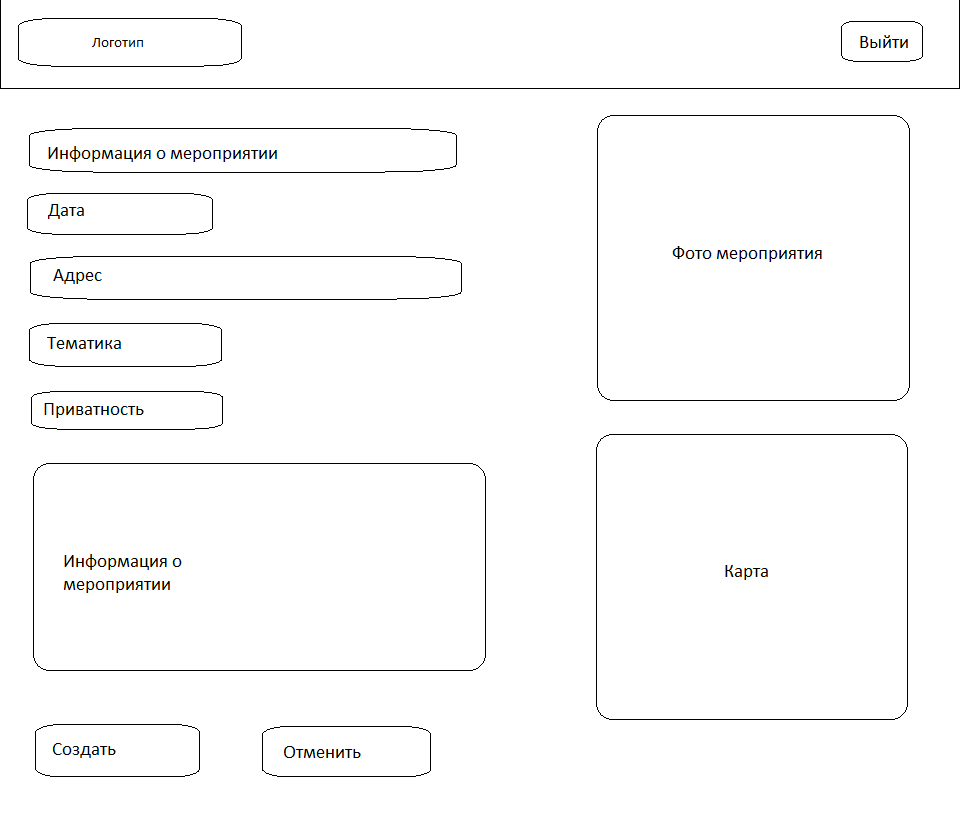 Логотип
Выйти
Информация о мероприятии
Дата
Адрес
Тематика
Приватность
Информация о
мероприятии
Создать
Отменить
Фото мероприятия
Карта